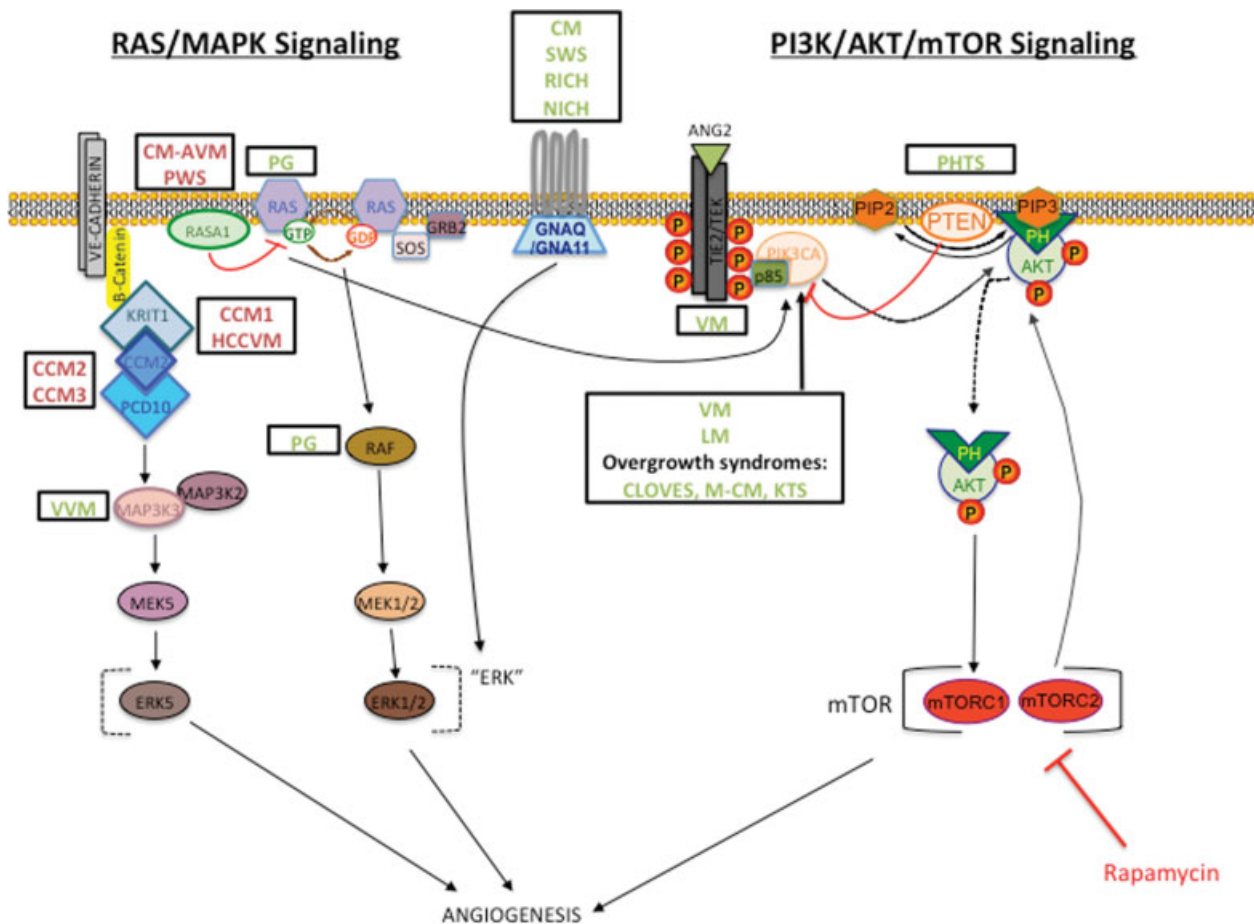 RAS/MAPK Signaling
PI3K/AKT/mTOR Signaling
CM
SWS
RICH
NICH
VE-CADHERIN
β-Catenin
CM-AVM
PWS
PG
RASA1
RAS
GTP
RAS
GDP
SOS
GRB2
GNAQ
/GNA11
ANG2
TIE2/TEK
P
P
P
P
P
P
p85
PIK3CA
VM
PHTS
PIP2
PTEN
PIP3
PH
AKT
P
P
KRIT1
CCM2
PCD10
CCM1
HCCVM
CCM2
CCM3
VM
LM
Overgrowth syndromes:
CLOVES, M-CM, KTS
PG
RAF
PH
AKT
P
P
VVM
MAP3K3
MAP3K2
MEK5
MEK1/2
ERK5
ERK1/2
"ERK"
mTOR
mTORC1
mTORC2
Rapamycin
ANGIOGENESIS